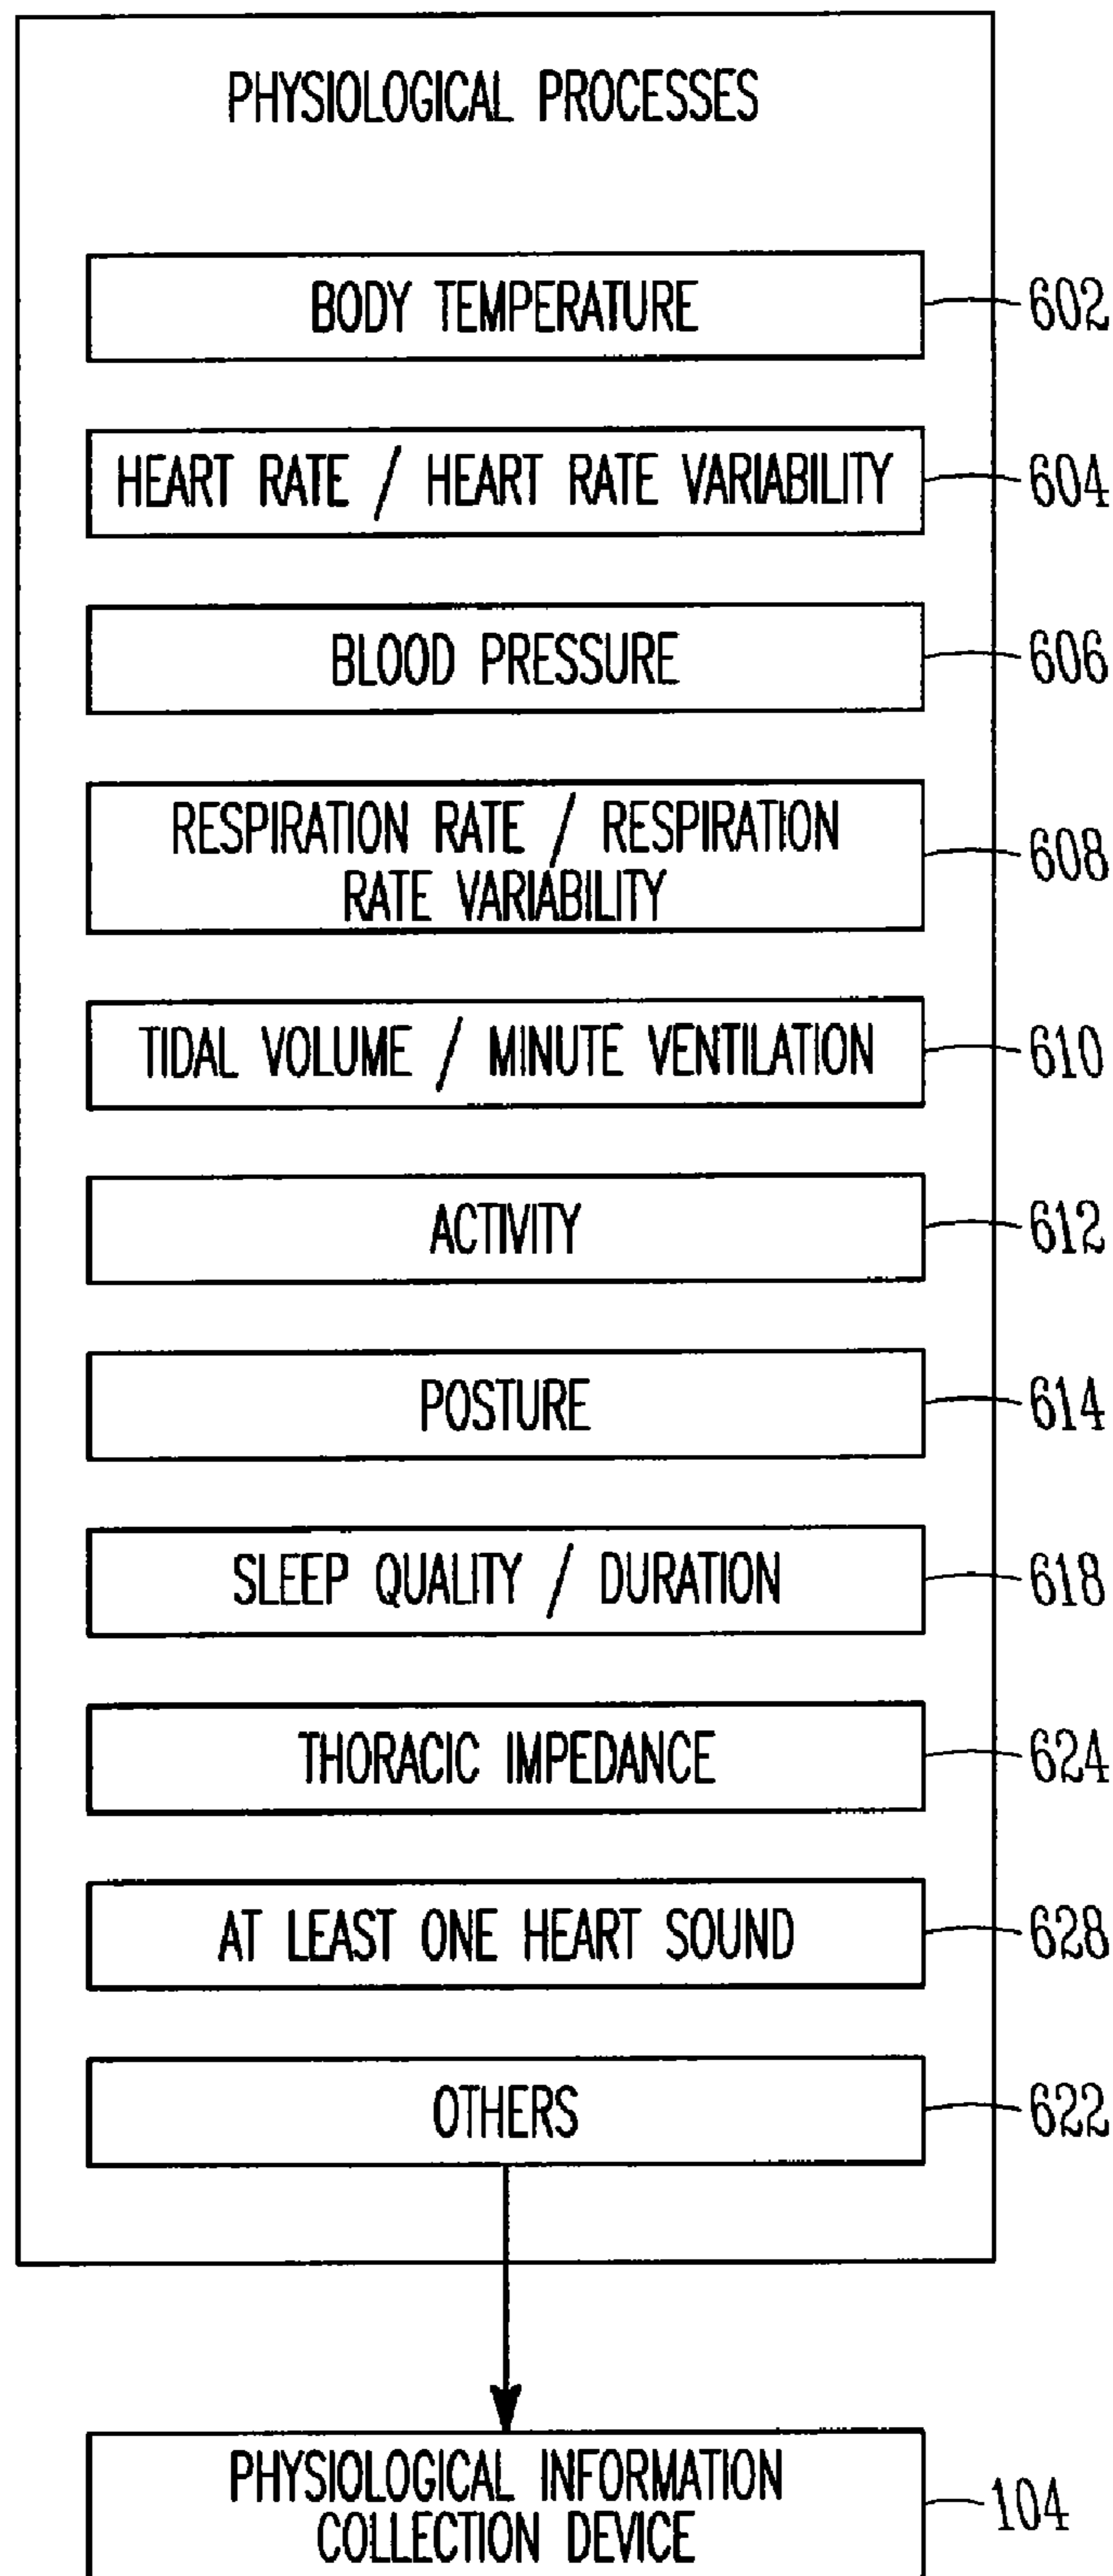 PHYSIOLOGICAL PROCESSES
BODY TEMPERATURE 602
HEART RATE / HEART RATE VARIABILITY 604
BLOOD PRESSURE 606
RESPIRATION RATE / RESPIRATION
RATE VARIABILITY 608
TIDAL VOLUME / MINUTE VENTILATION 610
ACTIVITY 612
POSTURE 614
SLEEP QUALITY / DURATION 618
THORACIC IMPEDANCE 624
AT LEAST ONE HEART SOUND 628
OTHERS 622
PHYSIOLOGICAL INFORMATION
COLLECTION DEVICE 104